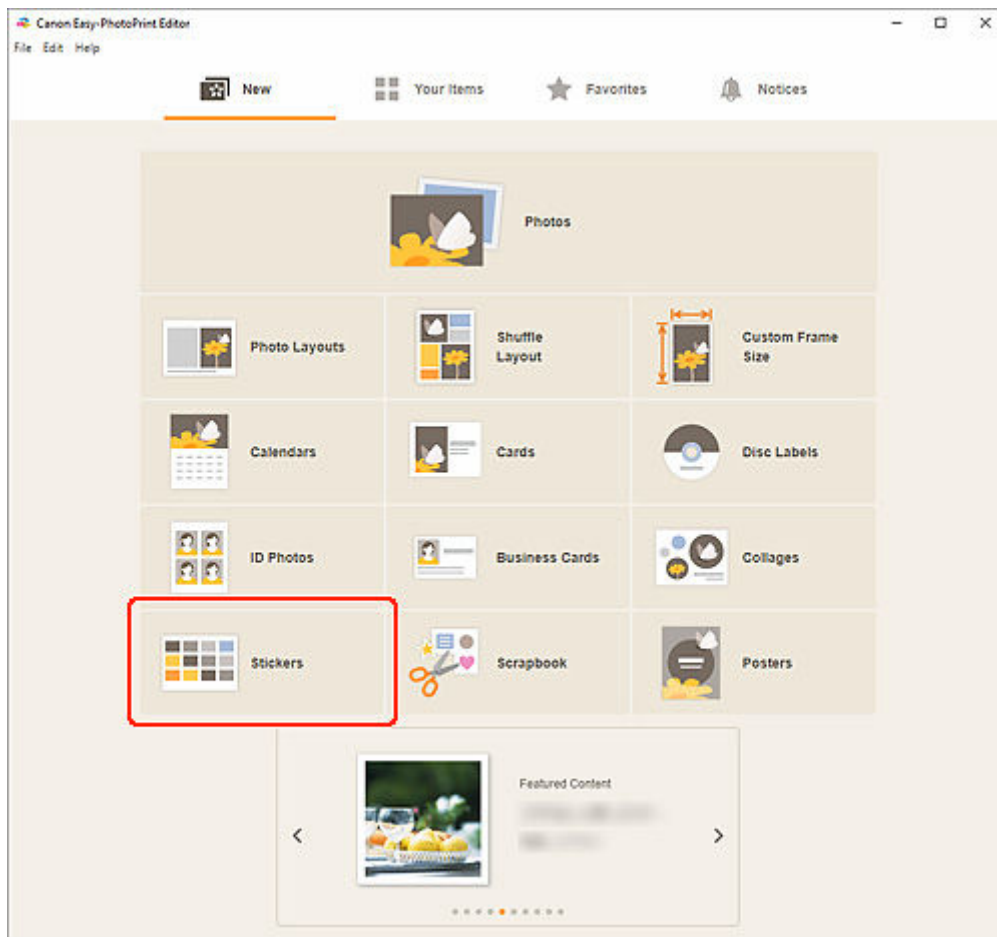 Canon Easy-PhotoPrint Editor
File Edit Help
New Your Items Favorites Notices
Photos
Photo Layouts
Shuffle
Layout
Custom Frame
Size
Calendars
Cards
Disc Labels
ID Photos
Business Cards
Collages
Stickers
Scrapbook
Posters
Featured Content